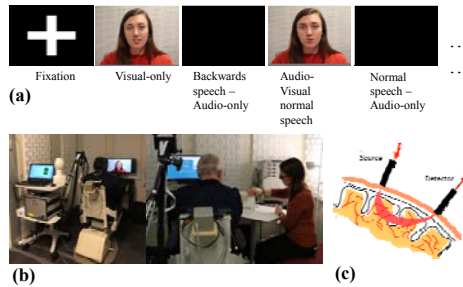 Fixation
Visual-only
Backwards
speech –
Audio-only
Audio-
Visual
normal
speech
Normal
speech –
Audio-only
(a)
Source
Detector
(b)
(c)